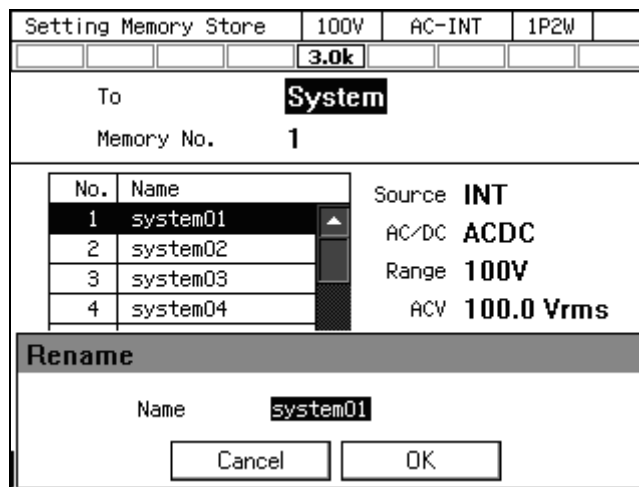 Setting Memory Store 100V AC-INT 1P2W
3.0k
To System
Memory No. 1
No. Name
1 system01
2 system02
3 system03
4 system04
Source INT
AC/DC ACDC
Range 100V
ACV 100.0 Vrms
Rename
Name system01
Cancel OK